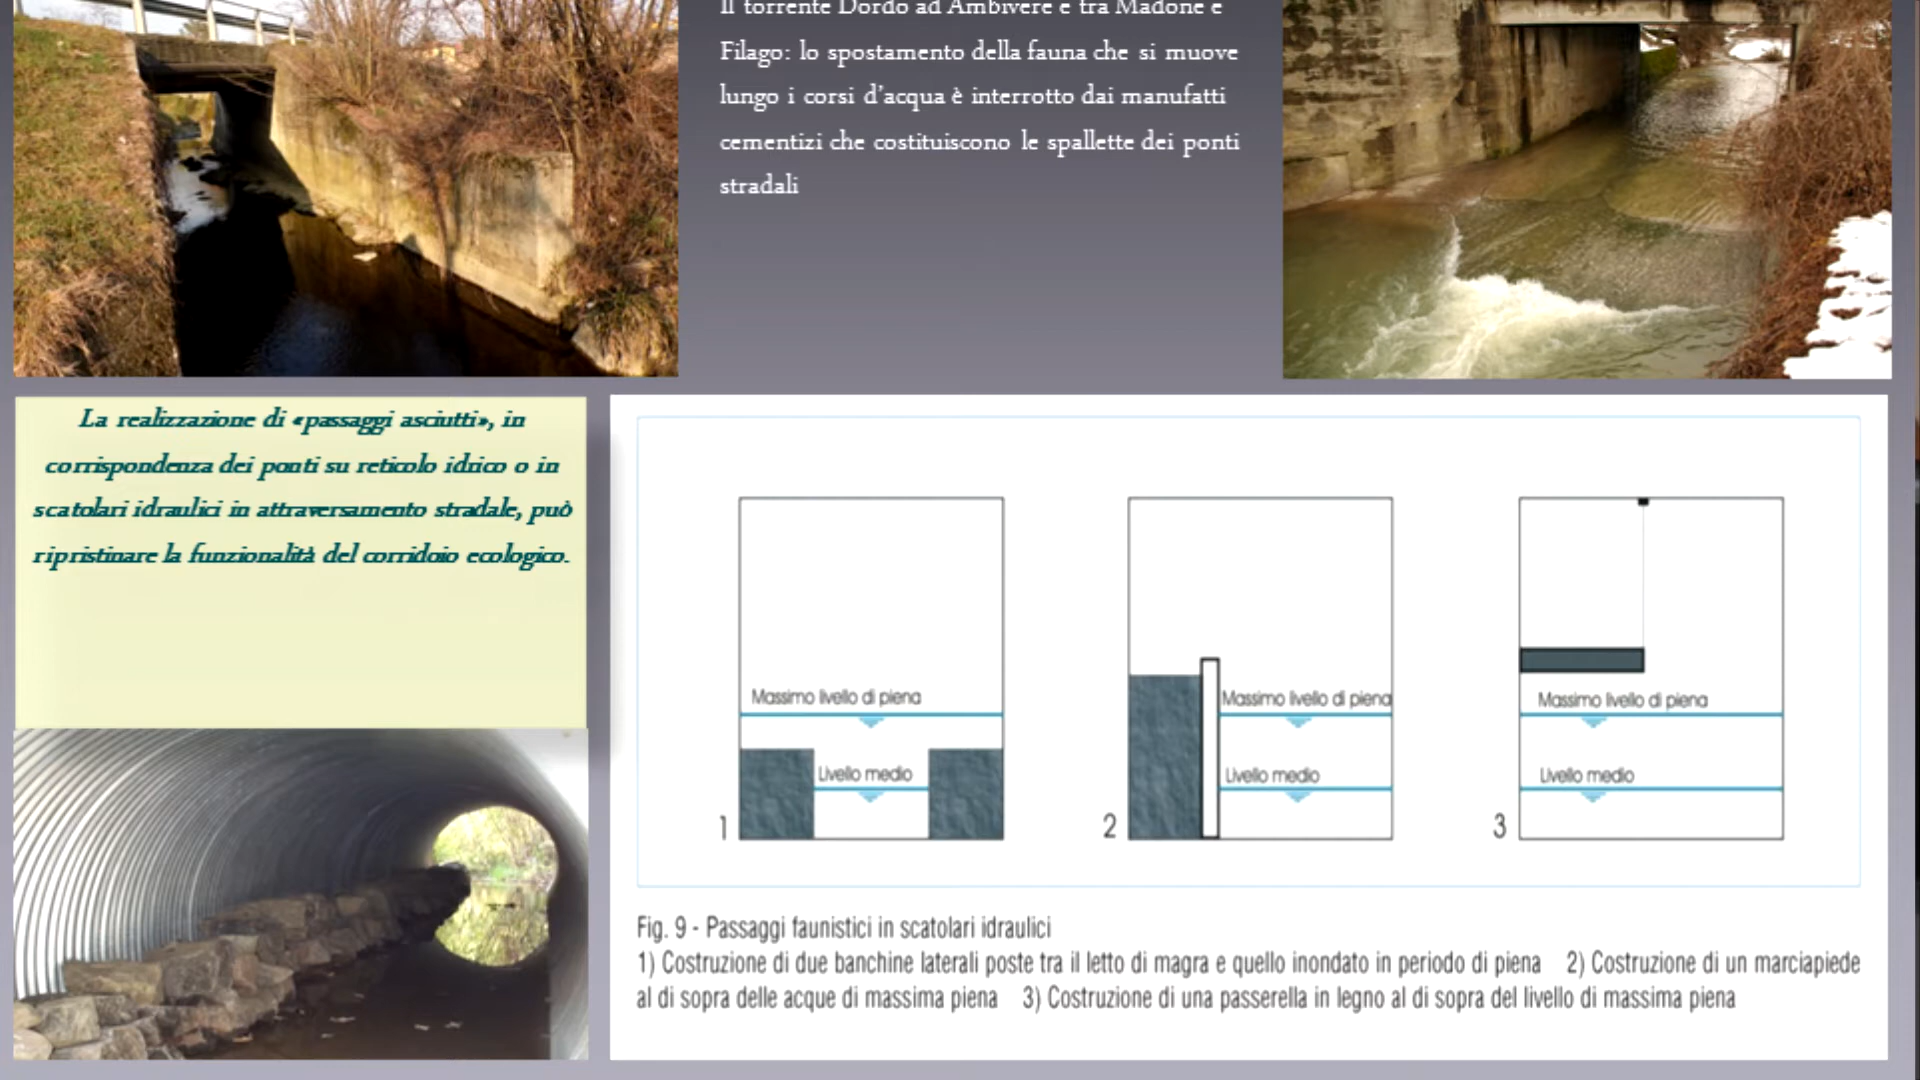 Il torrente Dordo ad Ambivere e tra Madone e
Filago: lo spostamento della fauna che si muove
lungo i corsi d'acqua è interrotto dai manufatti
cementizi che costituiscono le spallette dei ponti
stradali
La realizzazione di «passaggi asciutti», in
corrispondenza dei ponti su reticolo idrico o in
scatolari idraulici in attraversamento stradale, può
ripristinare la funzionalità del corridoio ecologico.
Massimo livello di piena
Livello medio
1
Massimo livello di piena
Livello medio
2
Massimo livello di piena
Livello medio
3
Fig. 9 - Passaggi faunistici in scatolari idraulici
1) Costruzione di due banchine laterali poste tra il letto di magra e quello inondato in periodo di piena 2) Costruzione di un marciapiede
al di sopra delle acque di massima piena 3) Costruzione di una passerella in legno al di sopra del livello di massima piena